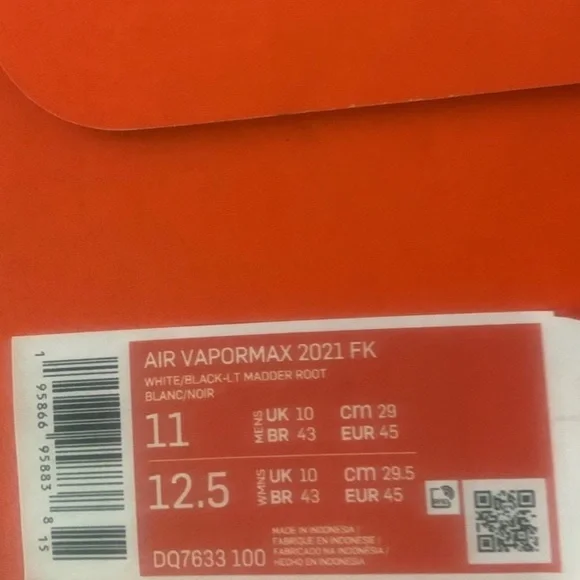 AIR VAPORMAX 2021 FK
WHITE/BLACK-LT MADDER ROOT
BLANC/NOIR
11 MENS UK 10 cm 29
BR 43 EUR 45
12.5 WMNS UK 10 cm 29.5
BR 43 EUR 45
MADE IN INDONESIA /
FABRIQUE EN INDONESIE /
FABRICADO NA INDONESIA /
HECHO EN INDONESIA
DQ7633 100
1 95866 95883 8 15